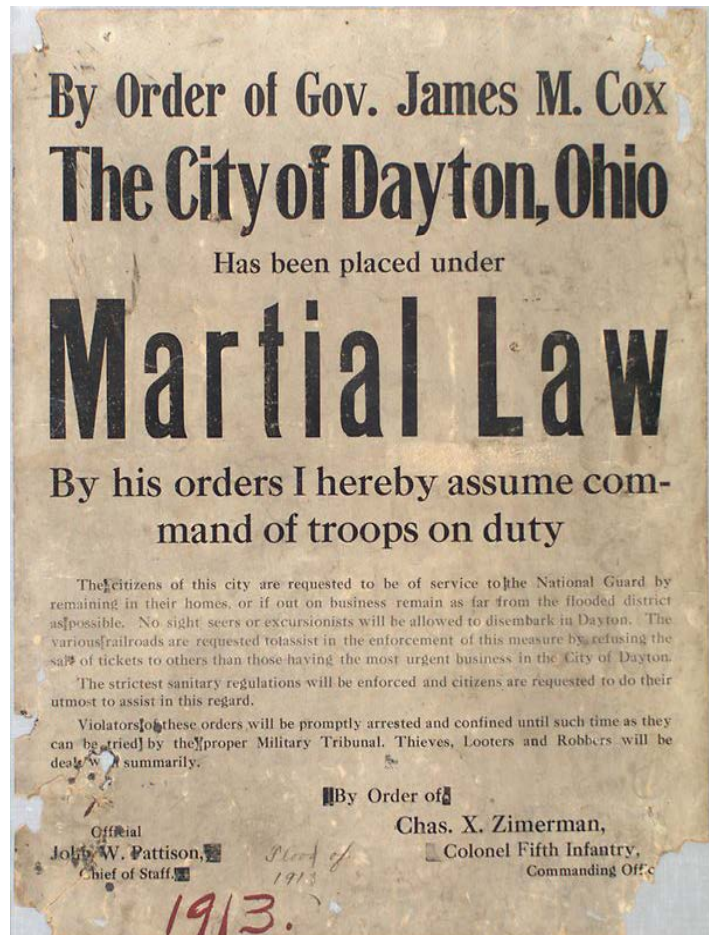 By Order of Gov. James M. Cox
The City of Dayton, Ohio
Has been placed under
Martial Law
By his orders I hereby assume com-
mand of troops on duty
The citizens of this city are requested to be of service to the National Guard by
remaining in their homes, or if out on business remain as far from the flooded district
as possible. No sight seers or excursionists will be allowed to disembark in Dayton. The
various railroads are requested to assist in the enforcement of this measure by refusing the
sale of tickets to others than those having the most urgent business in the City of Dayton.
The strictest sanitary regulations will be enforced and citizens are requested to do their
utmost to assist in this regard.
Violators of these orders will be promptly arrested and confined until such time as they
can be tried by the proper Military Tribunal. Thieves, Looters and Robbers will be
summarily.
By Order of
Chas. X. Zimerman,
Colonel Fifth Infantry,
Commanding
Official
John W. Pattison,
Chief of Staff.
Flood of
1913
1913.